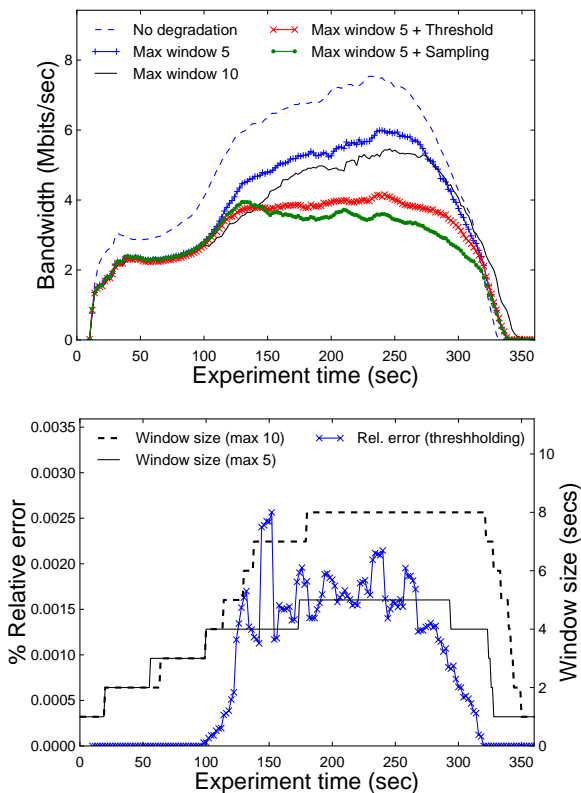 No degradation
Max window 5
Max window 10
Max window 5 + Threshold
Max window 5 + Sampling
8
6
4
2
0
Bandwidth (Mbits/sec)
0 50 100 150 200 250 300 350
Experiment time (sec)
Window size (max 10)
Window size (max 5)
Rel. error (threshholding)
0.0035
0.0030
0.0025
0.0020
0.0015
0.0010
0.0005
0.0000
% Relative error
10
8
6
4
2
0
Window size (secs)
0 50 100 150 200 250 300 350
Experiment time (sec)